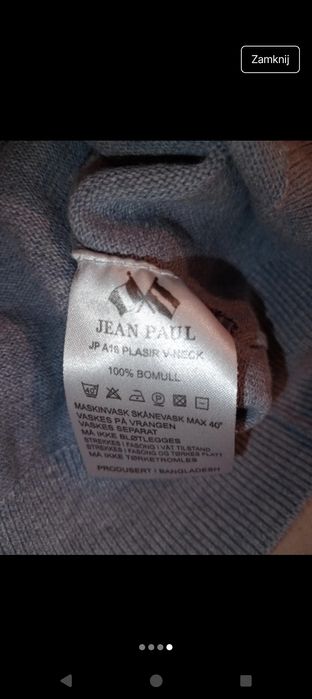 Zamknij
JEAN PAUL
JP A16 PLASIR V-NECK
100% BOMULL
40°
MASKINVASK SKÅNEVASK MAX 40°
VASKES PÅ VRANGEN
VASKES SEPARAT
MÅ IKKE BLØTLEGGES
STREKKES I FASONG I VÅT TILSTAND
STREKKES I FASONG OG TØRKES FLATT
MÅ IKKE TØRKETROMLES
PRODUSERT I BANGLADESH